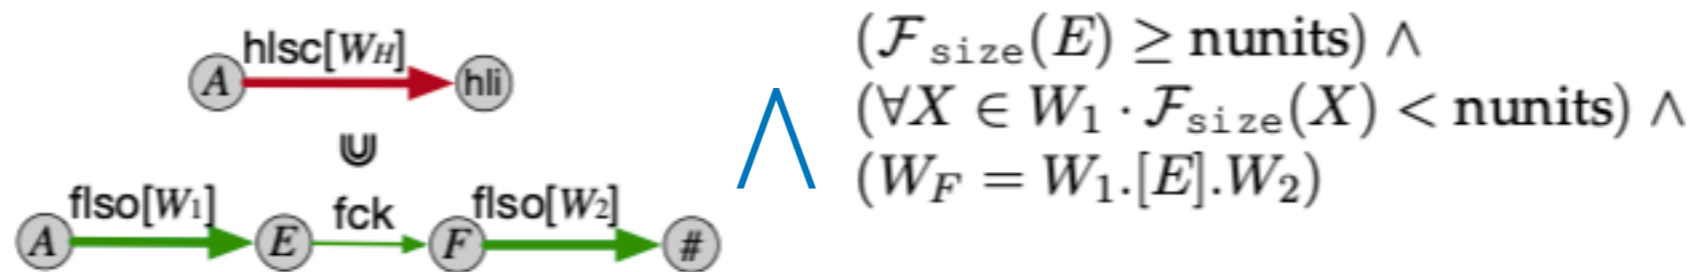 hlsc[W_H]
A hli
⋓
flso[W_1] fck flso[W_2]
A E F #
∧
(ℱ_size(E) ≥ nunits) ∧
(∀X ∈ W_1 · ℱ_size(X) < nunits) ∧
(W_F = W_1.[E].W_2)